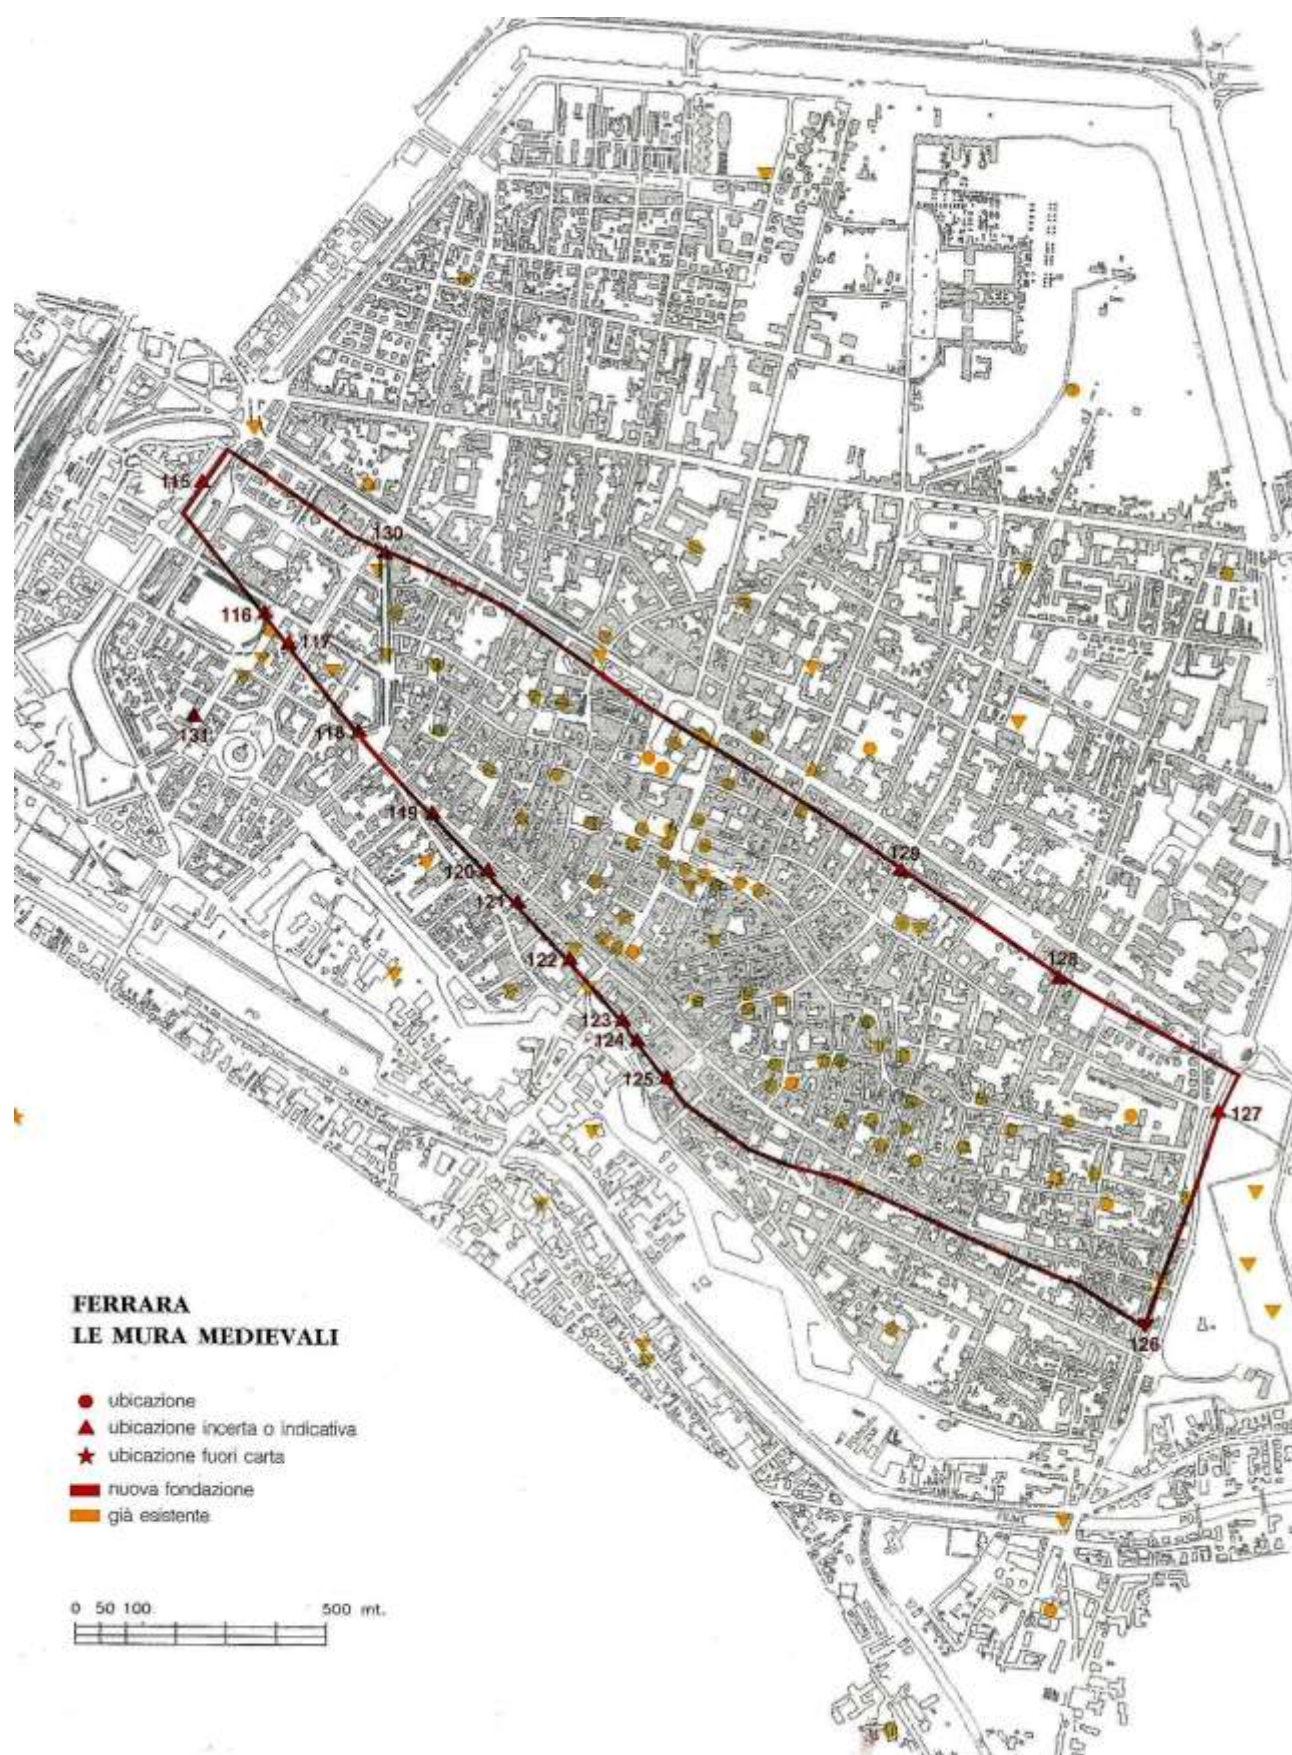 115
130
116
117
131
118
119
120
129
121
122
128
123
124
125
127
126
FERRARA
LE MURA MEDIEVALI
ubicazione
ubicazione incerta o indicativa
ubicazione fuori carta
nuova fondazione
già esistente
0 50 100 500 mt.